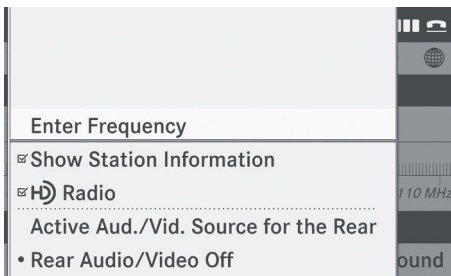 Enter Frequency
Show Station Information
HD Radio
Active Aud./Vid. Source for the Rear
• Rear Audio/Video Off
110 MHz
ound